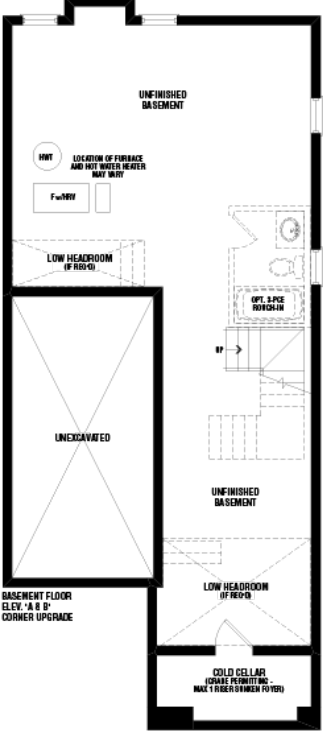 UNFINISHED
BASEMENT
HWT
LOCATION OF FURNACE
AND HOT WATER HEATER
MAY VARY
Fur/HRV
LOW HEADROOM
(IF REQ'D)
OPT. 3-PCE
ROUGH-IN
UP
UNEXCAVATED
UNFINISHED
BASEMENT
BASEMENT FLOOR
ELEV. 'A & B'
CORNER UPGRADE
LOW HEADROOM
(IF REQ'D)
COLD CELLAR
(GRADE PERMITTING -
MAX 1 RISER SUNKEN FOYER)